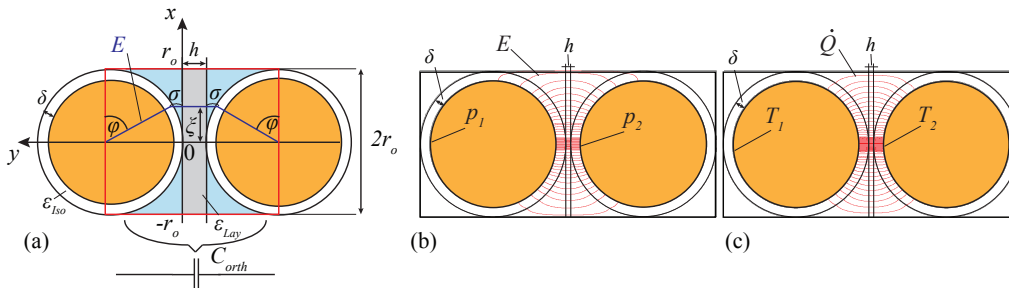 x
E
r_o h
δ σ σ
φ ξ φ
y 0 2r_o
ε_Iso -r_o ε_Lay
(a) C_orth
E h
δ
p_1 p_2
(b)
Q̇ h
δ
T_1 T_2
(c)